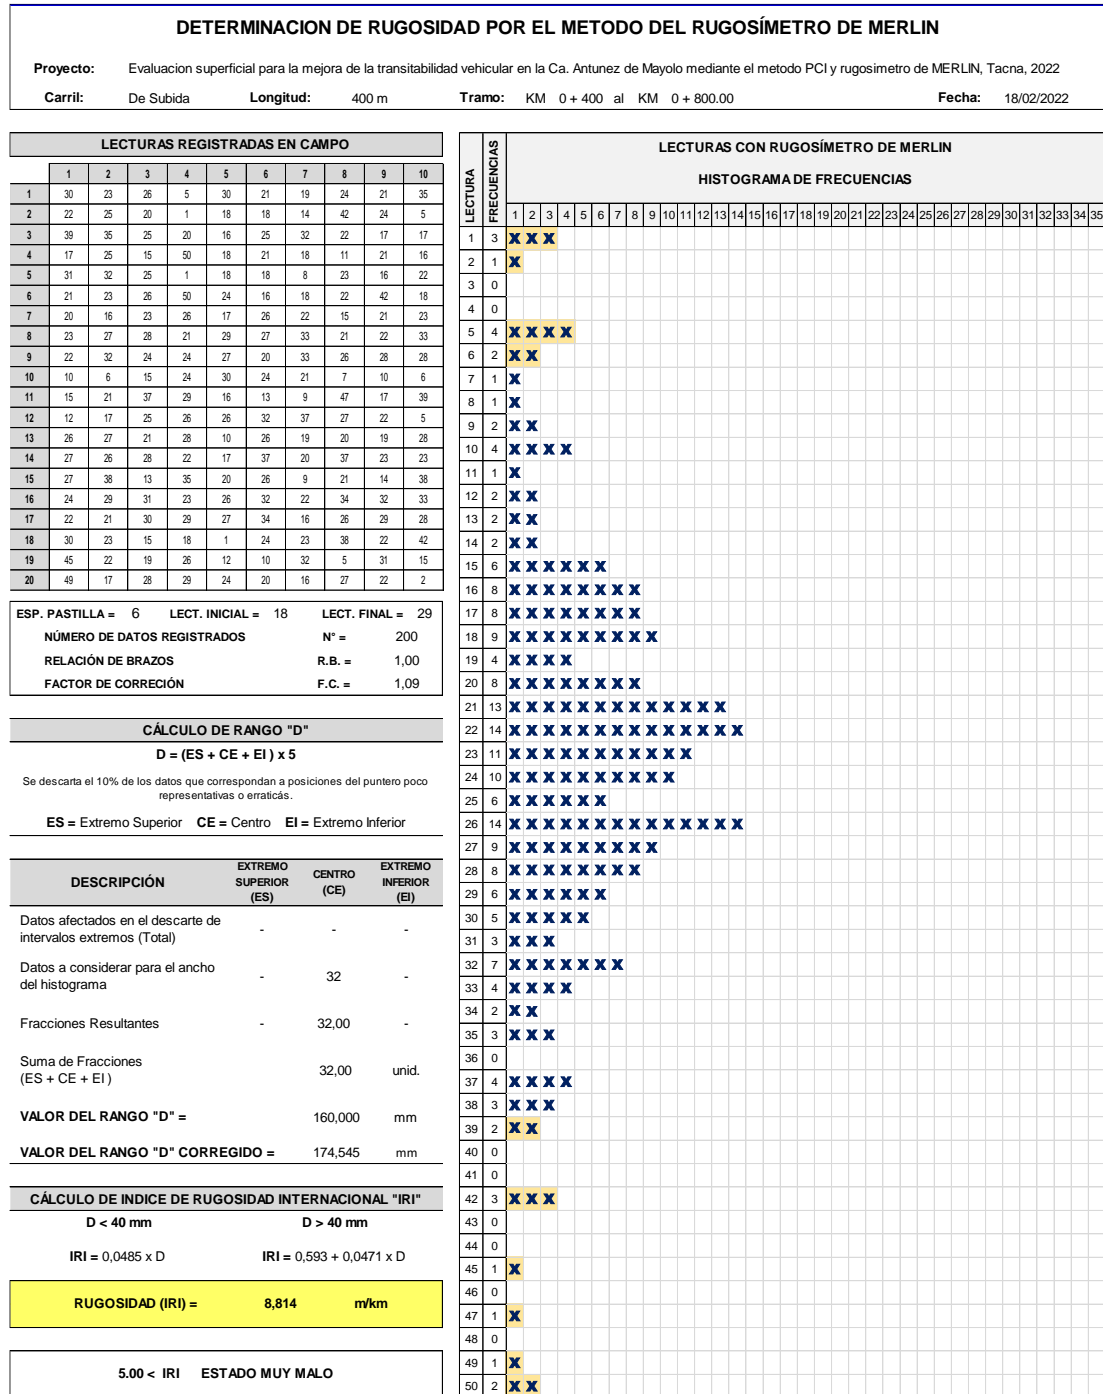 DETERMINACION DE RUGOSIDAD POR EL METODO DEL RUGOSÍMETRO DE MERLIN
Proyecto: Evaluacion superficial para la mejora de la transitabilidad vehicular en la Ca. Antunez de Mayolo mediante el metodo PCI y rugosimetro de MERLIN, Tacna, 2022
Carril: De Subida Longitud: 400 m Tramo: KM 0 + 400 al KM 0 + 800.00 Fecha: 18/02/2022
LECTURAS REGISTRADAS EN CAMPO
1 2 3 4 5 6 7 8 9 10
1 30 23 26 5 30 21 19 24 21 35
2 22 25 20 1 18 18 14 42 24 5
3 39 35 25 20 16 25 32 22 17 17
4 17 25 15 50 18 21 18 11 21 16
5 31 32 25 1 18 18 8 23 16 22
6 21 23 26 50 24 16 18 22 42 18
7 20 16 23 26 17 26 22 15 21 23
8 23 27 28 21 29 27 33 21 22 33
9 22 32 24 24 27 20 33 26 28 28
10 10 6 15 24 30 24 21 7 10 6
11 15 21 37 29 16 13 9 47 17 39
12 12 17 25 26 26 32 37 27 22 5
13 26 27 21 28 10 26 19 20 19 28
14 27 26 28 22 17 37 20 37 23 23
15 27 38 13 35 20 26 9 21 14 38
16 24 29 31 23 26 32 22 34 32 33
17 22 21 30 29 27 34 16 26 29 28
18 30 23 15 18 1 24 23 38 22 42
19 45 22 19 26 12 10 32 5 31 15
20 49 17 28 29 24 20 16 27 22 2
ESP. PASTILLA = 6 LECT. INICIAL = 18 LECT. FINAL = 29
NÚMERO DE DATOS REGISTRADOS N° = 200
RELACIÓN DE BRAZOS R.B. = 1,00
FACTOR DE CORRECIÓN F.C. = 1,09
CÁLCULO DE RANGO "D"
D = (ES + CE + EI ) x 5
Se descarta el 10% de los datos que correspondan a posiciones del puntero poco
representativas o erraticás.
ES = Extremo Superior CE = Centro EI = Extremo Inferior
DESCRIPCIÓN EXTREMO SUPERIOR (ES) CENTRO (CE) EXTREMO INFERIOR (EI)
Datos afectados en el descarte de
intervalos extremos (Total) - - -
Datos a considerar para el ancho
del histograma - 32 -
Fracciones Resultantes - 32,00 -
Suma de Fracciones
(ES + CE + EI ) 32,00 unid.
VALOR DEL RANGO "D" = 160,000 mm
VALOR DEL RANGO "D" CORREGIDO = 174,545 mm
CÁLCULO DE INDICE DE RUGOSIDAD INTERNACIONAL "IRI"
D < 40 mm D > 40 mm
IRI = 0,0485 x D IRI = 0,593 + 0,0471 x D
RUGOSIDAD (IRI) = 8,814 m/km
5.00 < IRI ESTADO MUY MALO
LECTURA FRECUENCIAS
LECTURAS CON RUGOSÍMETRO DE MERLIN
HISTOGRAMA DE FRECUENCIAS
1 2 3 4 5 6 7 8 9 10 11 12 13 14 15 16 17 18 19 20 21 22 23 24 25 26 27 28 29 30 31 32 33 34 35
1 3 X X X
2 1 X
3 0
4 0
5 4 X X X X
6 2 X X
7 1 X
8 1 X
9 2 X X
10 4 X X X X
11 1 X
12 2 X X
13 2 X X
14 2 X X
15 6 X X X X X X
16 8 X X X X X X X X
17 8 X X X X X X X X
18 9 X X X X X X X X X
19 4 X X X X
20 8 X X X X X X X X
21 13 X X X X X X X X X X X X X
22 14 X X X X X X X X X X X X X X
23 11 X X X X X X X X X X X
24 10 X X X X X X X X X X
25 6 X X X X X X
26 14 X X X X X X X X X X X X X X
27 9 X X X X X X X X X
28 8 X X X X X X X X
29 6 X X X X X X
30 5 X X X X X
31 3 X X X
32 7 X X X X X X X
33 4 X X X X
34 2 X X
35 3 X X X
36 0
37 4 X X X X
38 3 X X X
39 2 X X
40 0
41 0
42 3 X X X
43 0
44 0
45 1 X
46 0
47 1 X
48 0
49 1 X
50 2 X X